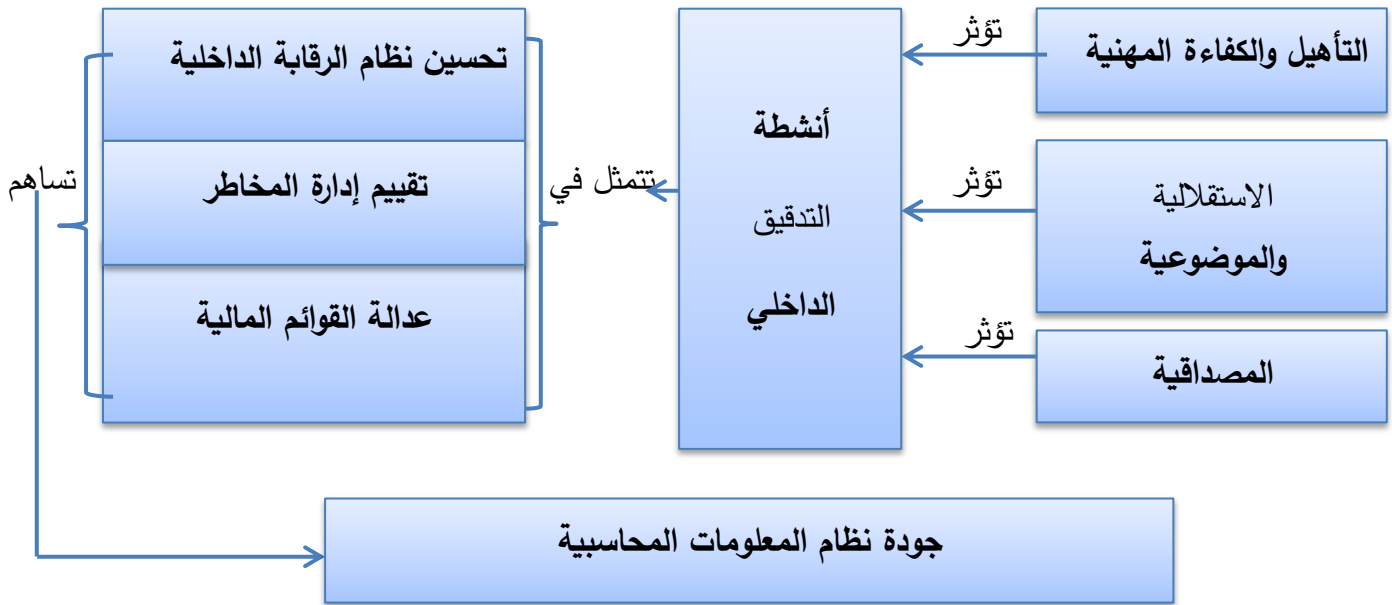 التأهيل والكفاءة المهنية
تؤثر
الاستقلالية
والموضوعية
تؤثر
المصداقية
تؤثر
أنشطة
التدقيق
الداخلي
تتمثل في
تحسين نظام الرقابة الداخلية
تقييم إدارة المخاطر
عدالة القوائم المالية
تساهم
جودة نظام المعلومات المحاسبية